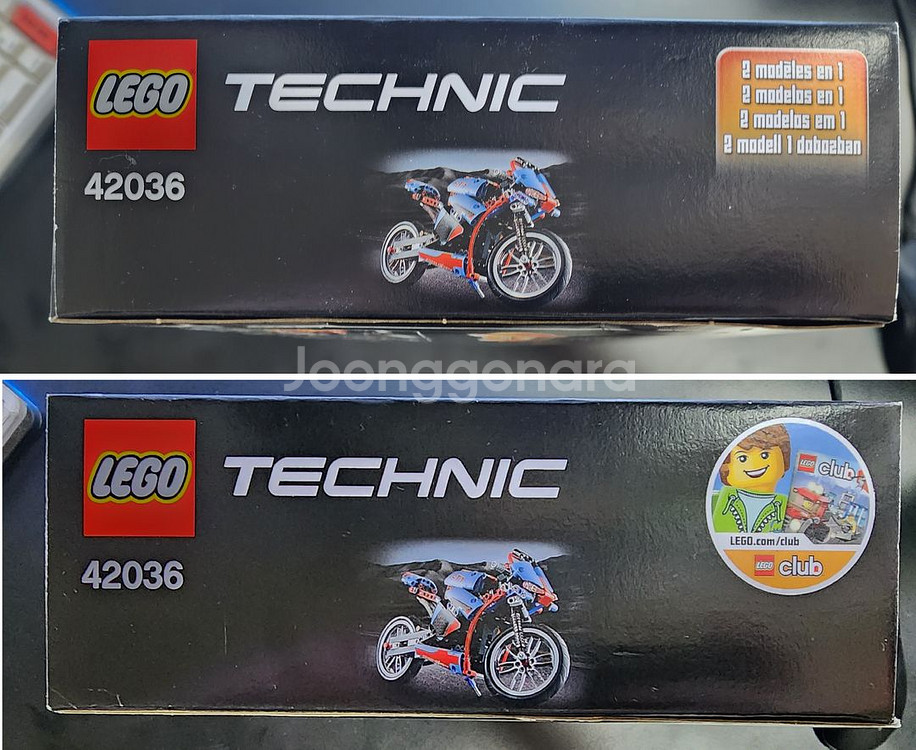 LEGO
TECHNIC
2 modèles en 1
2 modelos en 1
2 modelos em 1
2 modell 1 dobozban
42036
Joonggonara
LEGO
TECHNIC
LEGO club
LEGO.com/club
LEGO club
42036